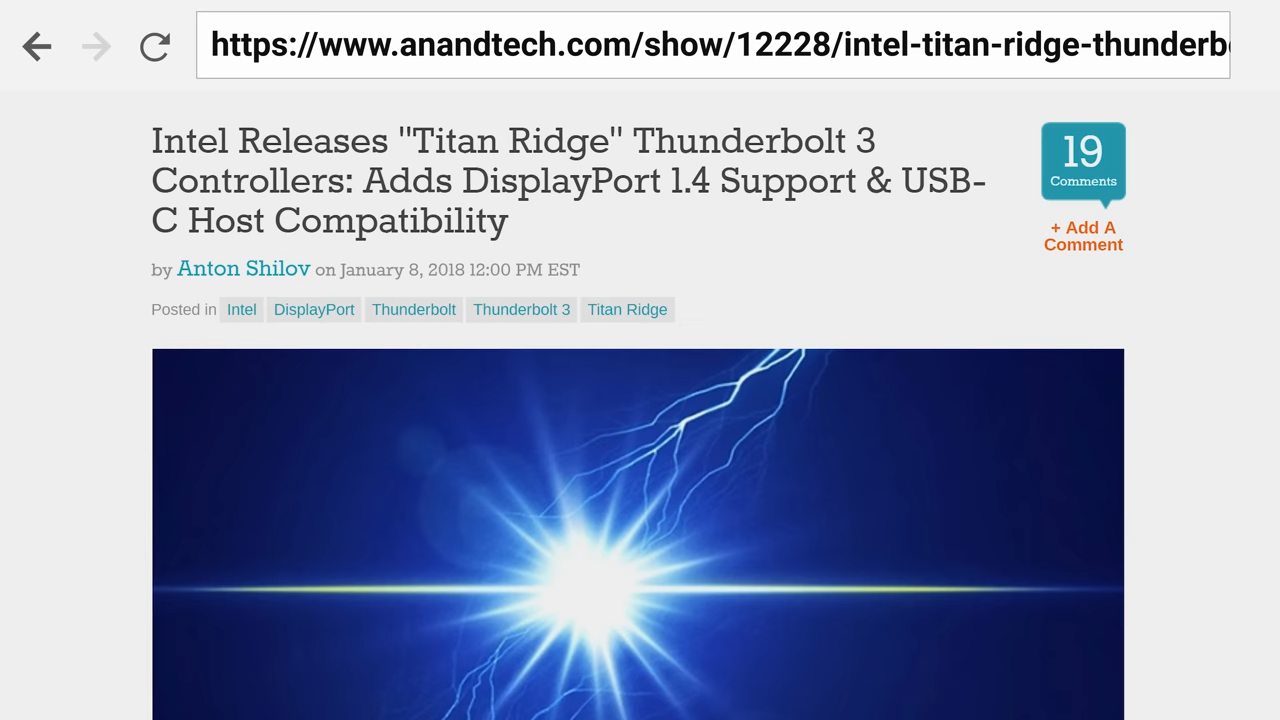 https://www.anandtech.com/show/12228/intel-titan-ridge-thunderb
Intel Releases "Titan Ridge" Thunderbolt 3
Controllers: Adds DisplayPort 1.4 Support & USB-
C Host Compatibility
19
Comments
+ Add A
Comment
by Anton Shilov on January 8, 2018 12:00 PM EST
Posted in Intel DisplayPort Thunderbolt Thunderbolt 3 Titan Ridge